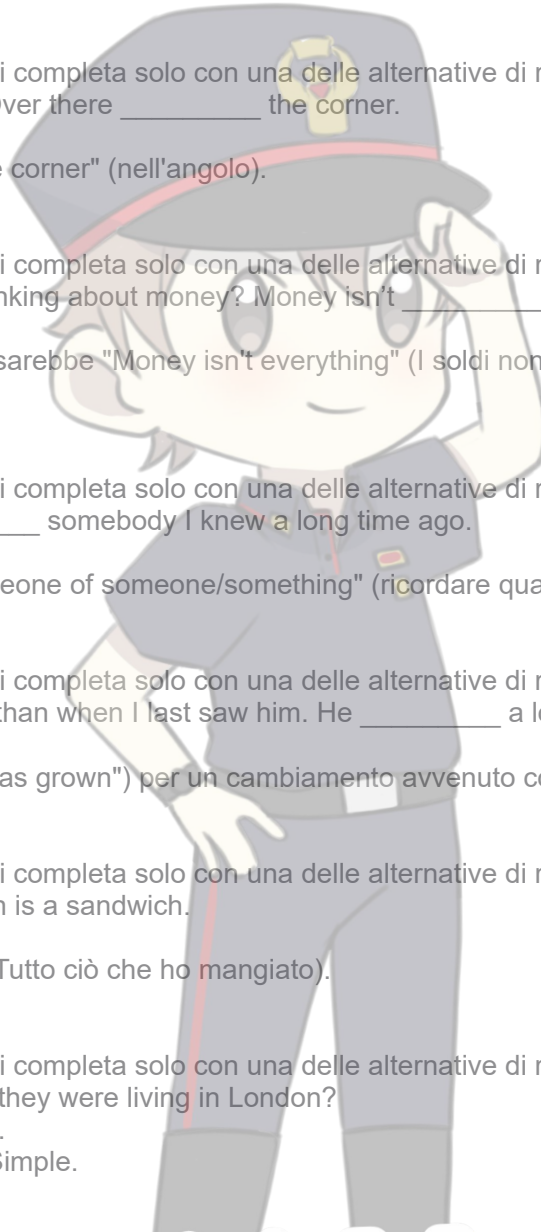 i completa solo con una delle alternative di r
ver there __________ the corner.
e corner" (nell'angolo).
i completa solo con una delle alternative di r
nking about money? Money isn't __________
sarebbe "Money isn't everything" (I soldi non
i completa solo con una delle alternative di r
___ somebody I knew a long time ago.
eone of someone/something" (ricordare qua
i completa solo con una delle alternative di r
than when I last saw him. He __________ a l
as grown") per un cambiamento avvenuto c
i completa solo con una delle alternative di r
n is a sandwich.
Tutto ciò che ho mangiato).
i completa solo con una delle alternative di r
they were living in London?
.
Simple.